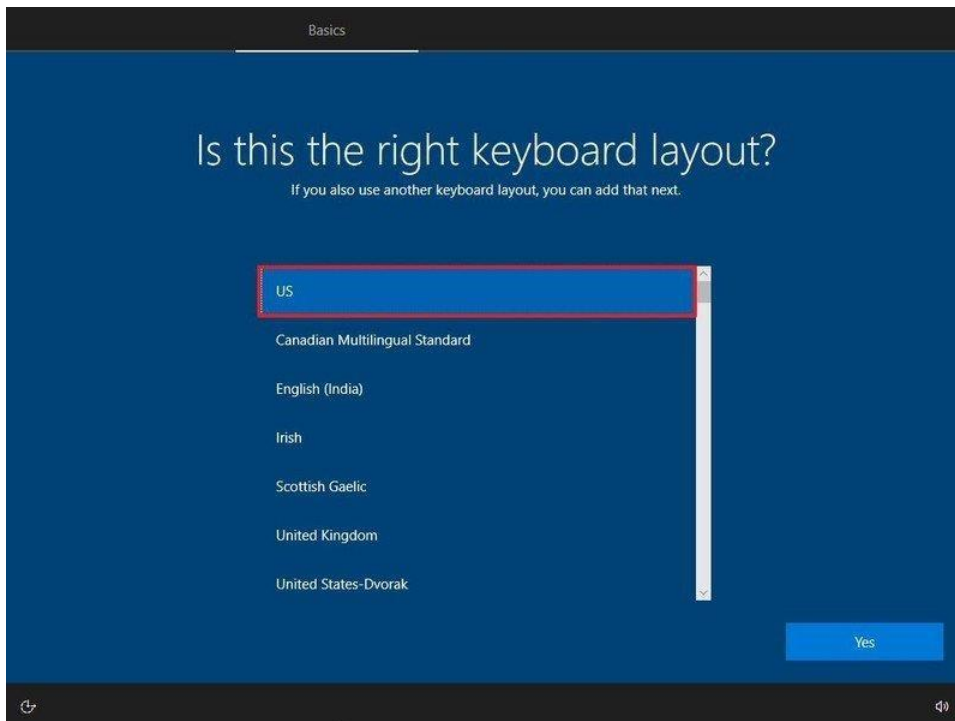 Basics
Is this the right keyboard layout?
If you also use another keyboard layout, you can add that next.
US
Canadian Multilingual Standard
English (India)
Irish
Scottish Gaelic
United Kingdom
United States-Dvorak
Yes